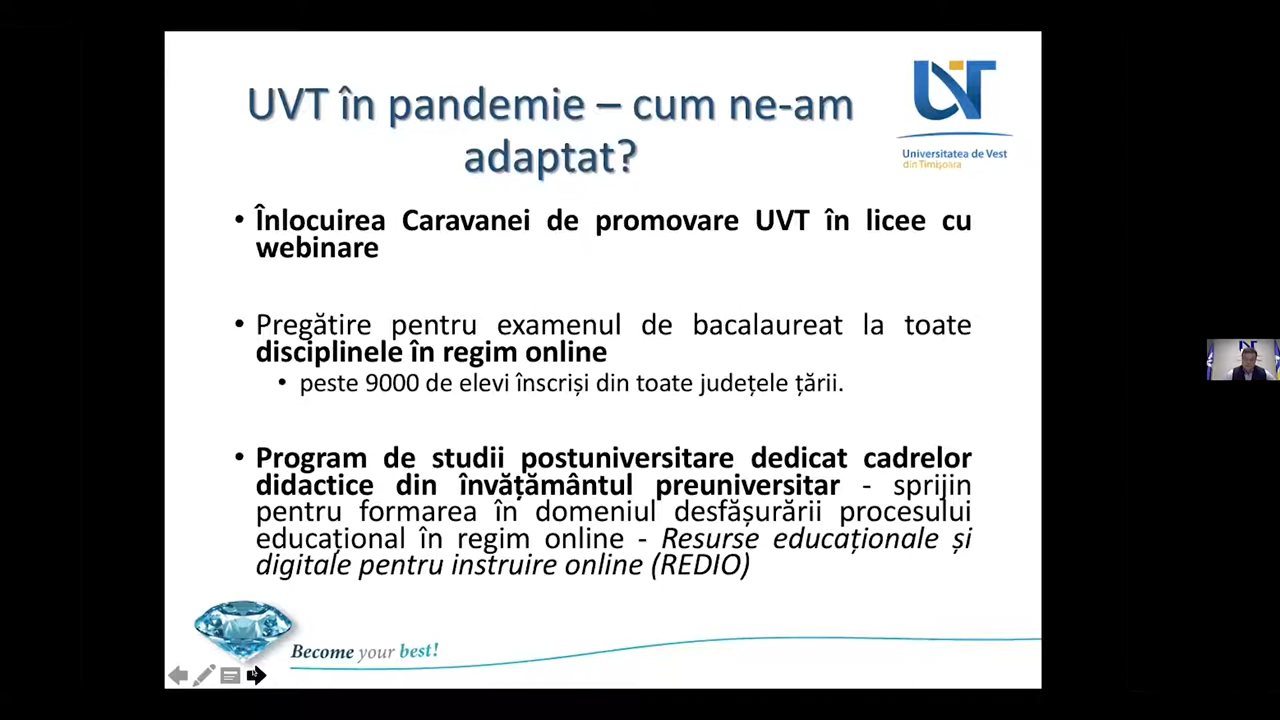 UVT în pandemie – cum ne-am
adaptat?
UVT
Universitatea de Vest
din Timișoara
• Înlocuirea Caravanei de promovare UVT în licee cu
webinare
• Pregătire pentru examenul de bacalaureat la toate
disciplinele în regim online
• peste 9000 de elevi înscriși din toate județele țării.
• Program de studii postuniversitare dedicat cadrelor
didactice din învățământul preuniversitar - sprijin
pentru formarea în domeniul desfășurării procesului
educațional în regim online - Resurse educaționale și
digitale pentru instruire online (REDIO)
Become your best!